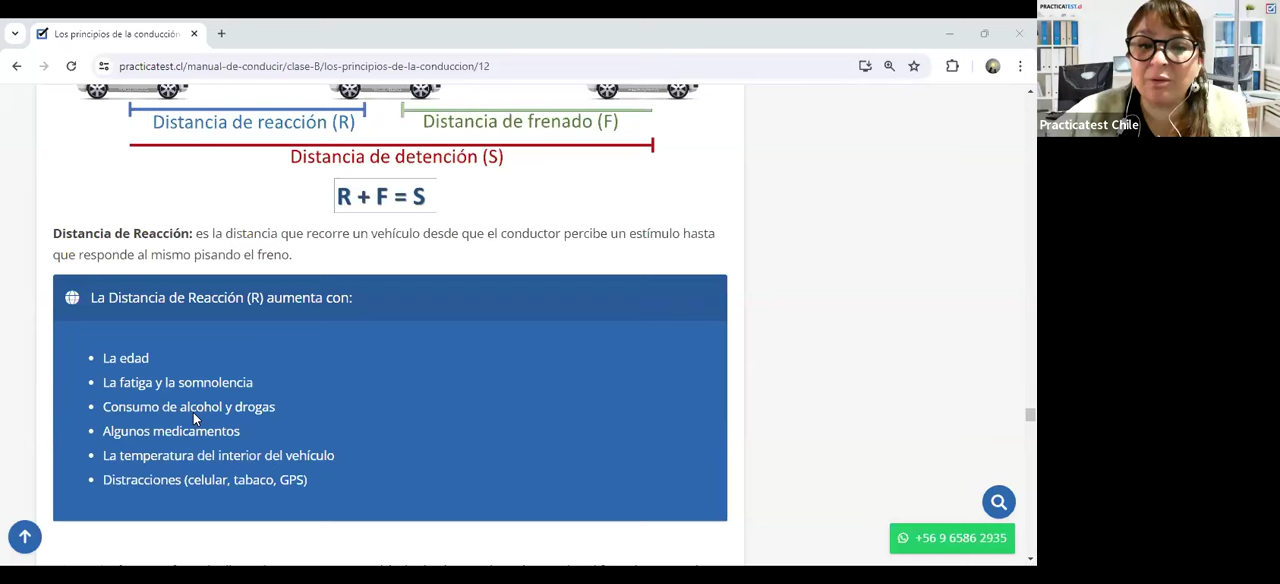 Los principios de la conducción
practicatest.cl/manual-de-conducir/clase-B/los-principios-de-la-conduccion/12
PRACTICATEST.cl
Practicatest Chile
Distancia de reacción (R)
Distancia de frenado (F)
Distancia de detención (S)
R + F = S
Distancia de Reacción: es la distancia que recorre un vehículo desde que el conductor percibe un estímulo hasta
que responde al mismo pisando el freno.
La Distancia de Reacción (R) aumenta con:
• La edad
• La fatiga y la somnolencia
• Consumo de alcohol y drogas
• Algunos medicamentos
• La temperatura del interior del vehículo
• Distracciones (celular, tabaco, GPS)
+56 9 6586 2935